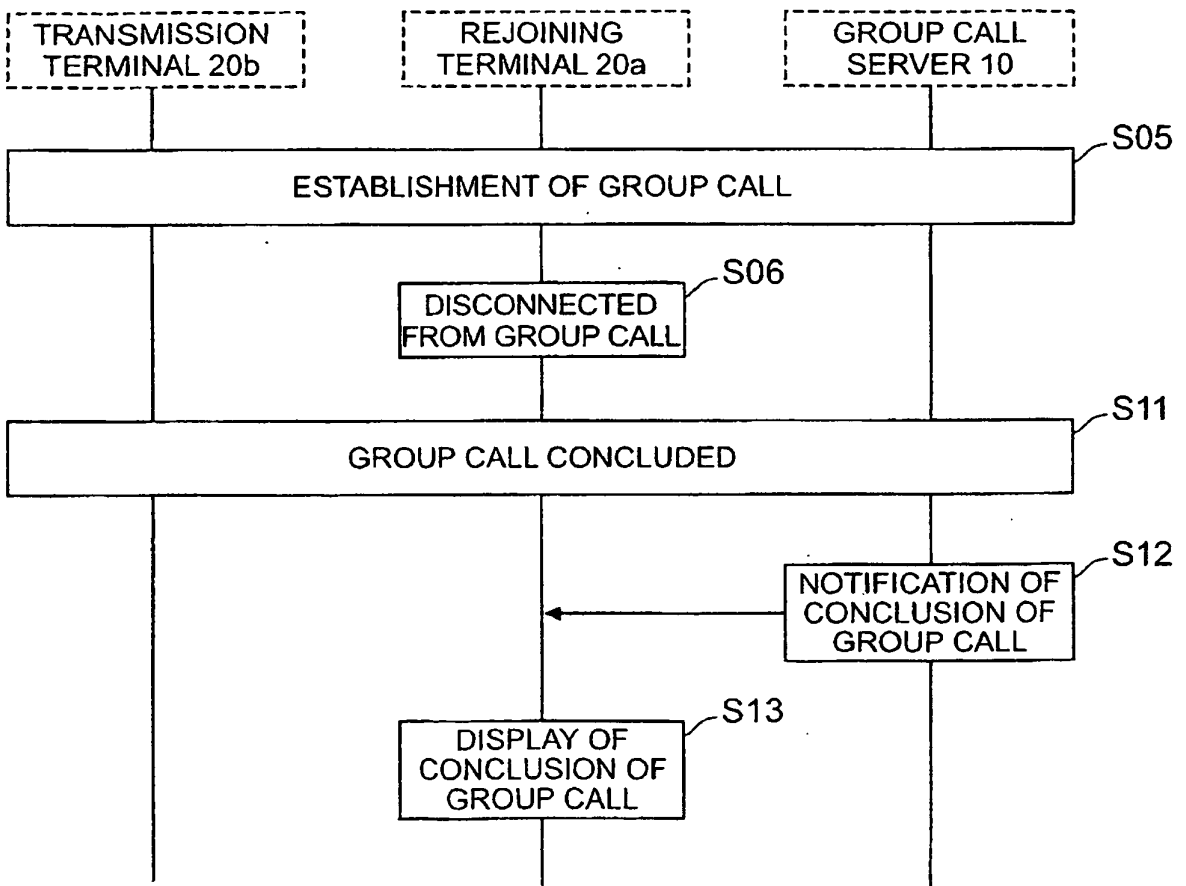 TRANSMISSION
TERMINAL 20b
REJOINING
TERMINAL 20a
GROUP CALL
SERVER 10
S05
ESTABLISHMENT OF GROUP CALL
S06
DISCONNECTED
FROM GROUP CALL
S11
GROUP CALL CONCLUDED
S12
NOTIFICATION OF
CONCLUSION OF
GROUP CALL
S13
DISPLAY OF
CONCLUSION OF
GROUP CALL